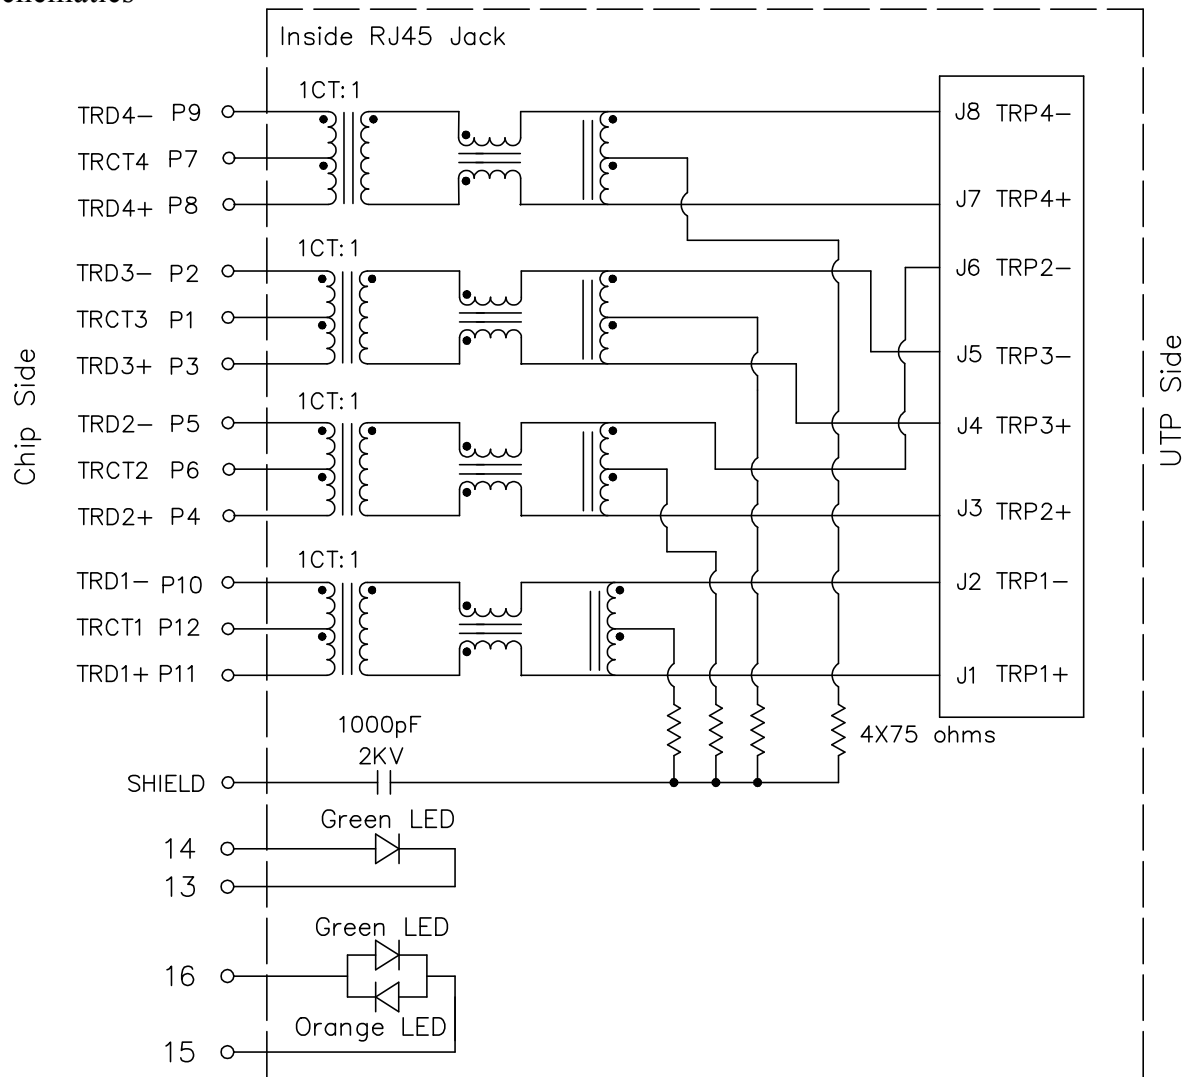 Inside RJ45 Jack
1CT:1
TRD4- P9
J8 TRP4-
TRCT4 P7
TRD4+ P8
J7 TRP4+
1CT:1
TRD3- P2
J6 TRP2-
TRCT3 P1
J5 TRP3-
TRD3+ P3
1CT:1
TRD2- P5
J4 TRP3+
TRCT2 P6
TRD2+ P4
J3 TRP2+
1CT:1
TRD1- P10
J2 TRP1-
TRCT1 P12
TRD1+ P11
J1 TRP1+
Chip Side
UTP Side
1000pF
2KV
4X75 ohms
SHIELD
Green LED
14
13
Green LED
16
Orange LED
15